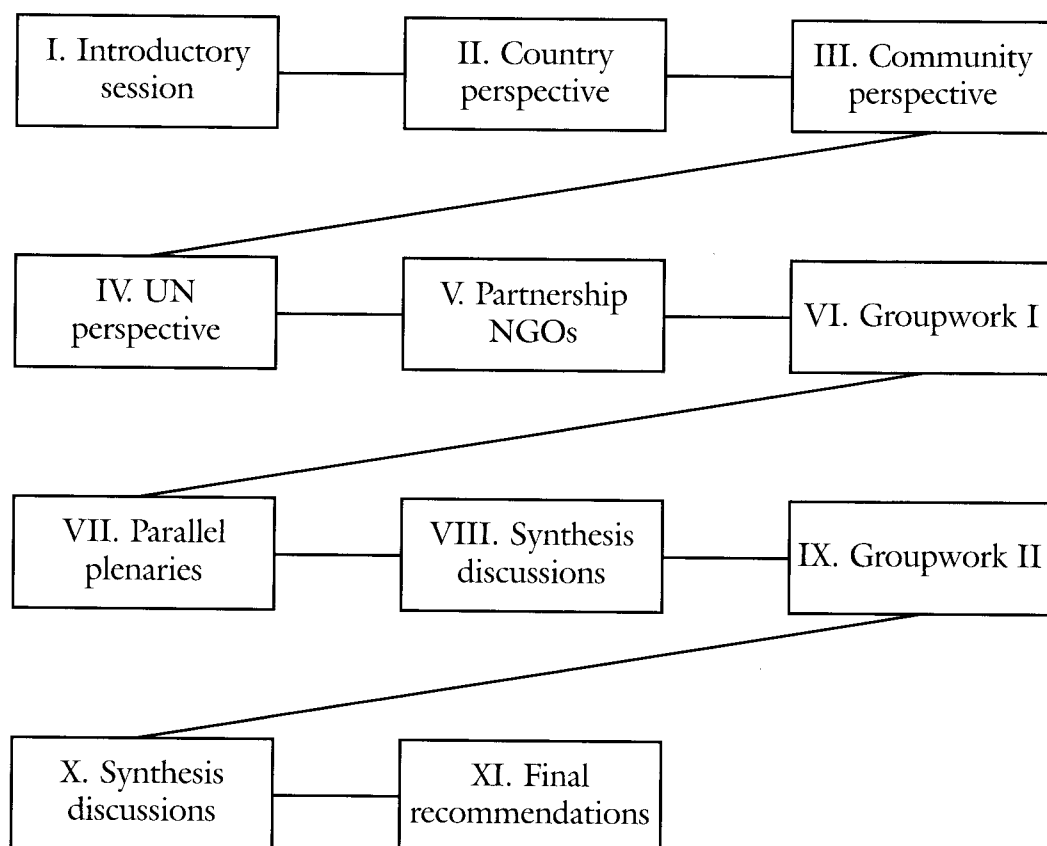 I. Introductory
session
II. Country
perspective
III. Community
perspective
IV. UN
perspective
V. Partnership
NGOs
VI. Groupwork I
VII. Parallel
plenaries
VIII. Synthesis
discussions
IX. Groupwork II
X. Synthesis
discussions
XI. Final
recommendations